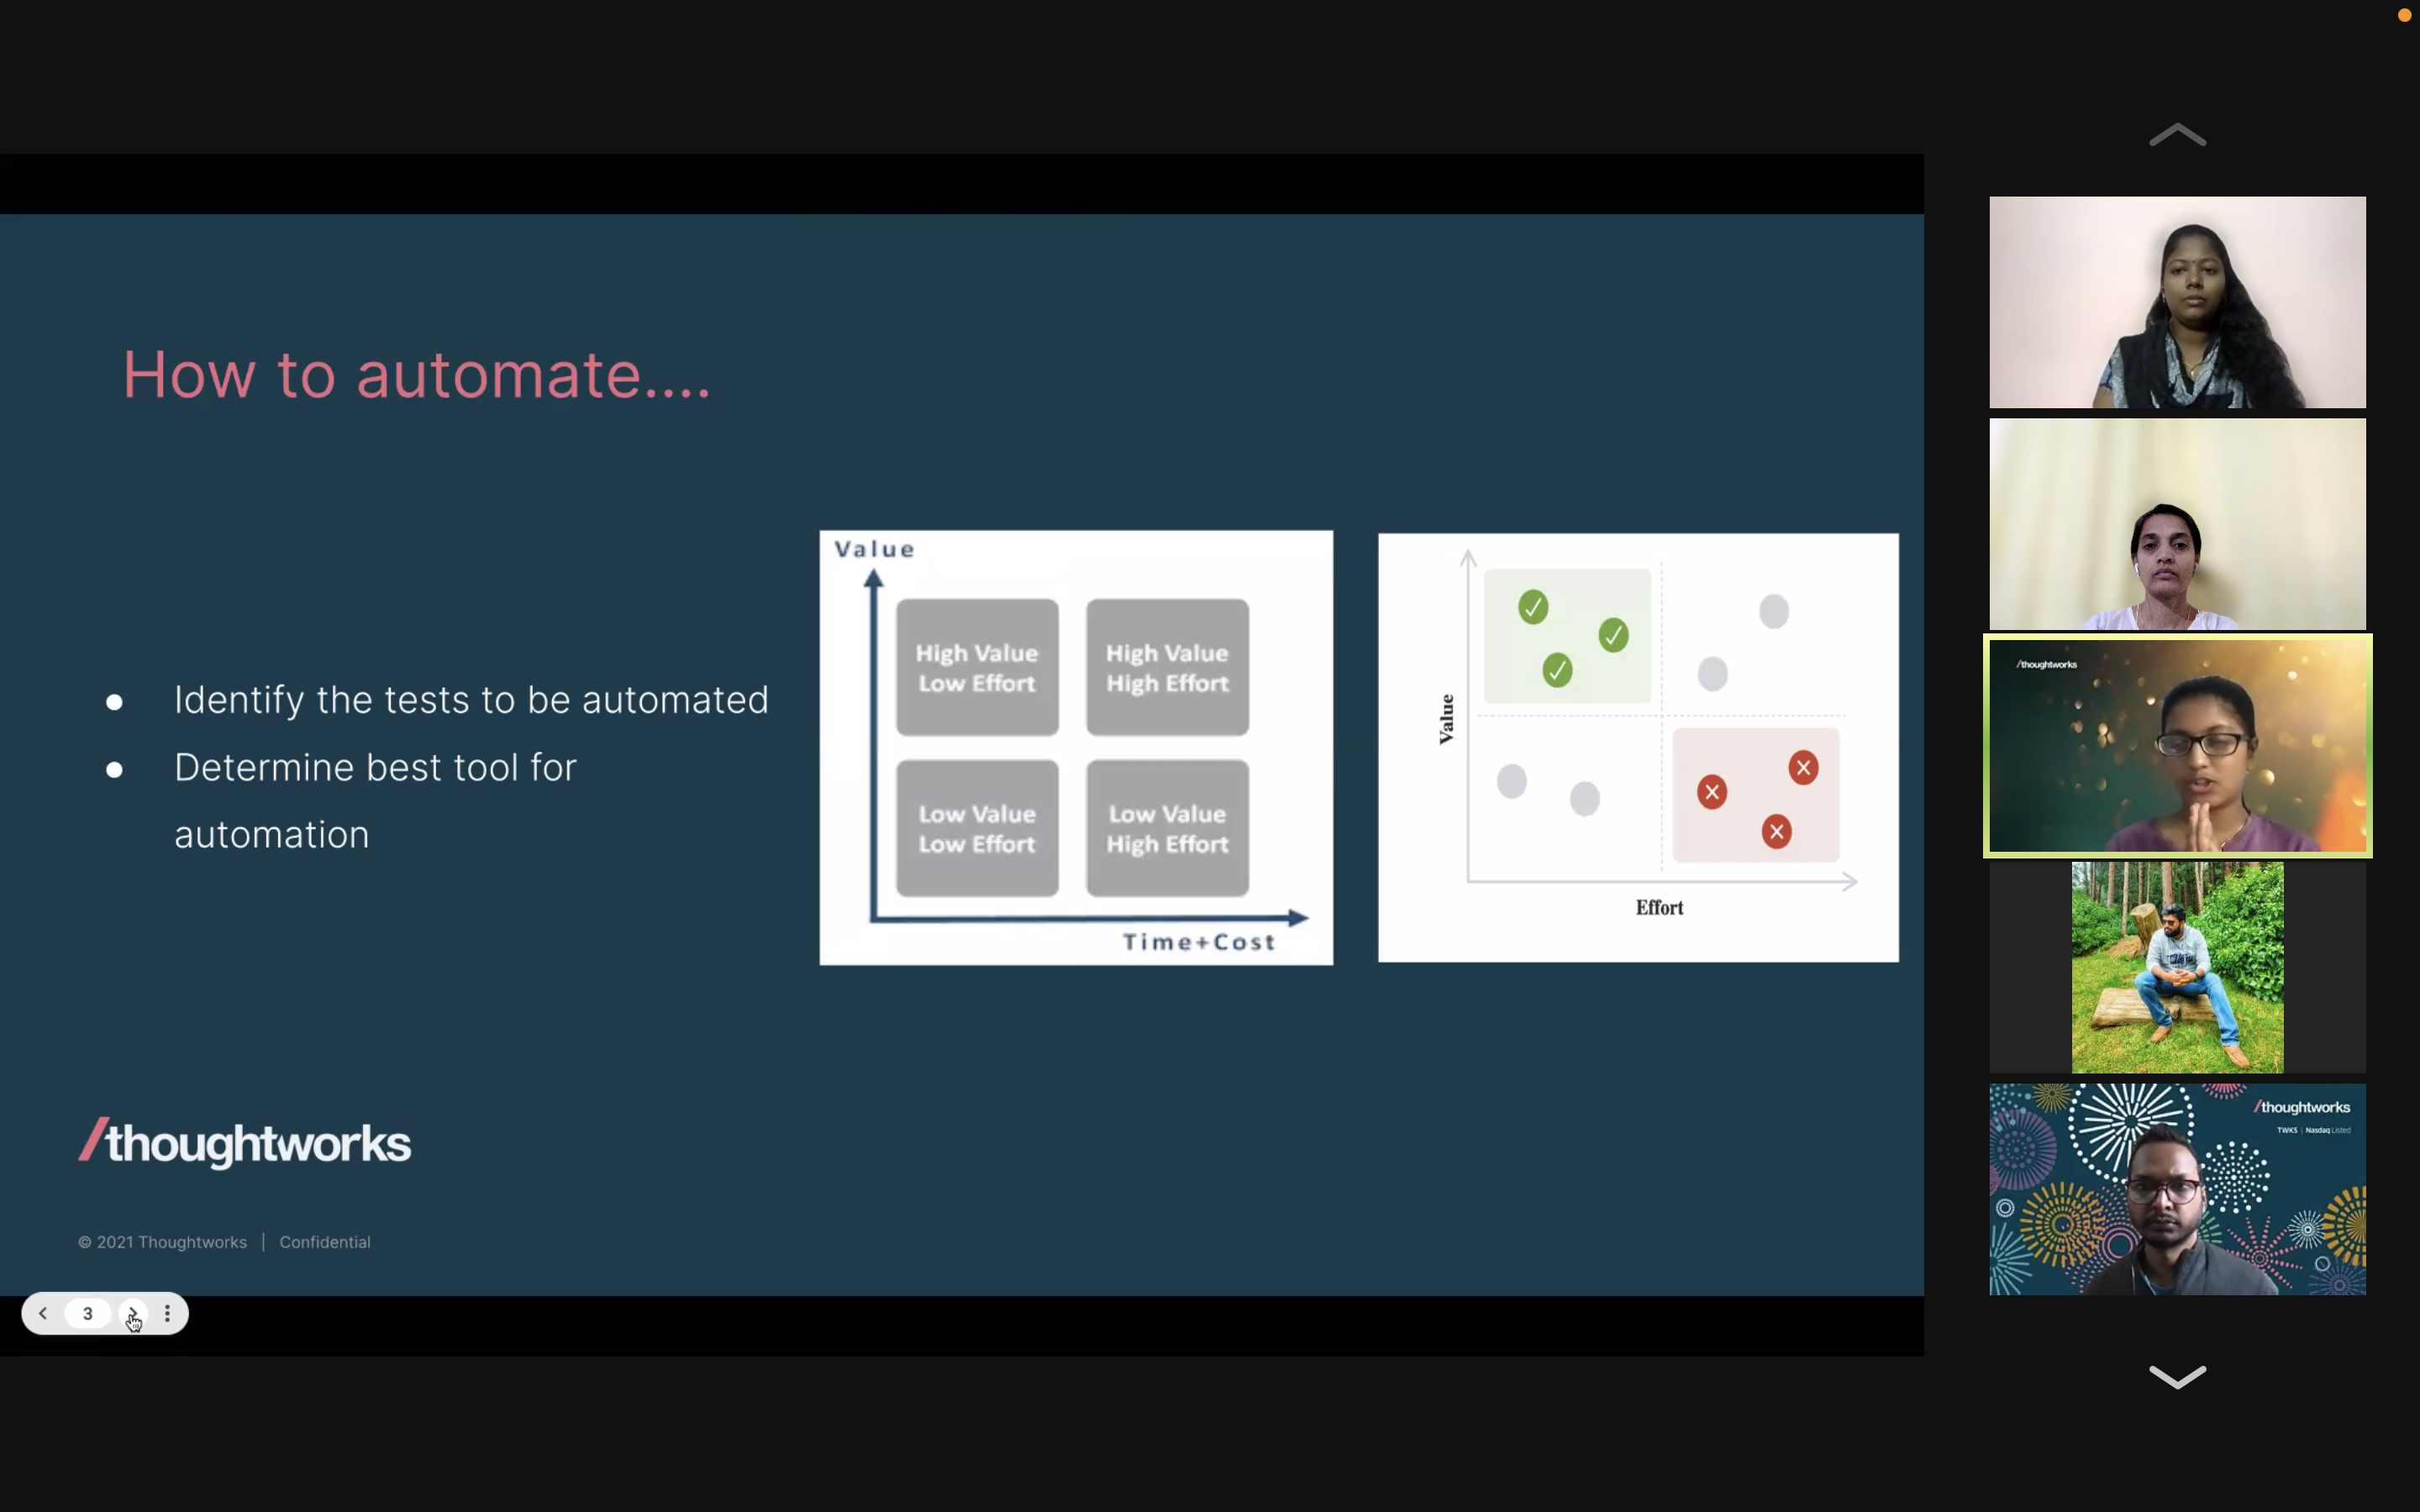 How to automate....
Identify the tests to be automated
Determine best tool for
automation
Value
High Value
Low Effort
High Value
High Effort
Low Value
Low Effort
Low Value
High Effort
Time+Cost
Value
Effort
/thoughtworks
© 2021 Thoughtworks | Confidential
3
/thoughtworks
/thoughtworks
TWKS | Nasdaq Listed